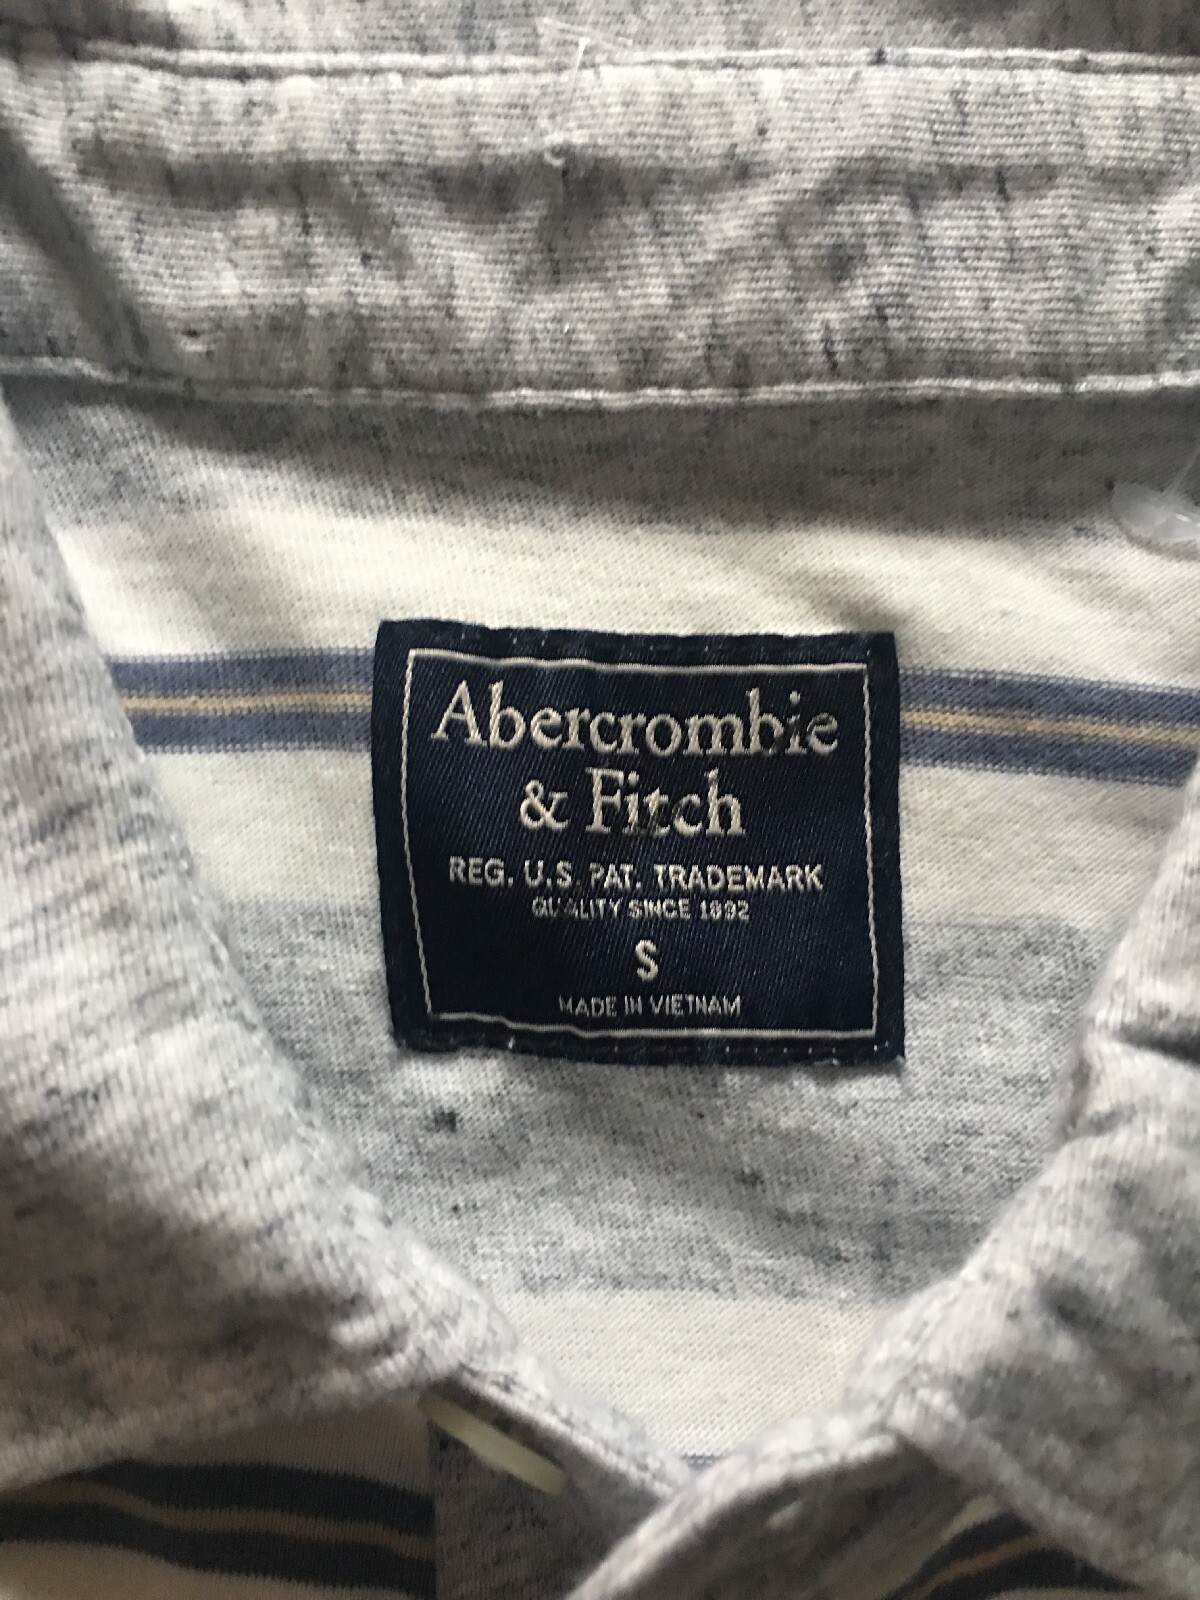 Abercrombie
& Fitch
REG. U.S. PAT. TRADEMARK
QUALITY SINCE 1892
S
MADE IN VIETNAM